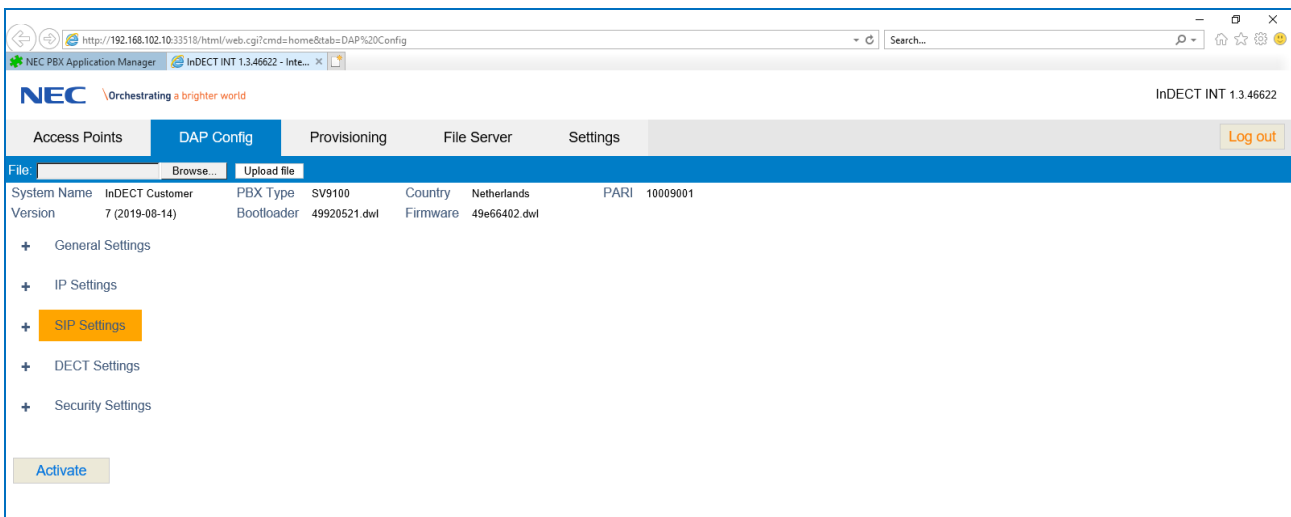 http://192.168.102.10:33518/html/web.cgi?cmd=home&tab=DAP%20Config Search...
NEC PBX Application Manager InDECT INT 1.3.46622 - Inte...
NEC \Orchestrating a brighter world InDECT INT 1.3.46622
Access Points DAP Config Provisioning File Server Settings Log out
File: Browse... Upload file
System Name InDECT Customer PBX Type SV9100 Country Netherlands PARI 10009001
Version 7 (2019-08-14) Bootloader 49920521.dwl Firmware 49e66402.dwl
+ General Settings
+ IP Settings
+ SIP Settings
+ DECT Settings
+ Security Settings
Activate